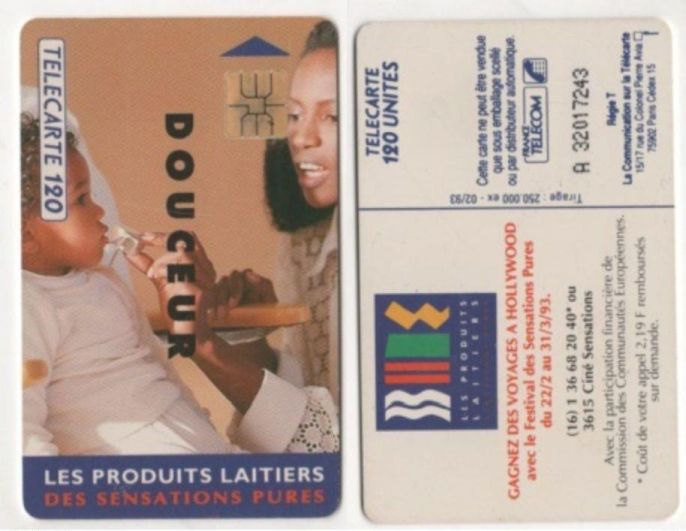 TELECARTE 120
DOUCEUR
LES PRODUITS LAITIERS
DES SENSATIONS PURES
TELECARTE
120 UNITES
Cette carte ne peut être vendue
que sous emballage scellé
ou par distributeur automatique.
FRANCE
TELECOM
A 32017243
Régie T
La Communication sur la Télécarte
15/17 rue du Colonel Pierre Avia
75902 Paris Cédex 15
Tirage : 250.000 ex - 02/93
LES PRODUITS
LAITIERS
GAGNEZ DES VOYAGES A HOLLYWOOD
avec le Festival des Sensations Pures
du 22/2 au 31/3/93.
(16) 1 36 68 20 40* ou
3615 Ciné Sensations
Avec la participation financière de
la Commission des Communautés Européennes.
* Coût de votre appel 2,19 F remboursés
sur demande.